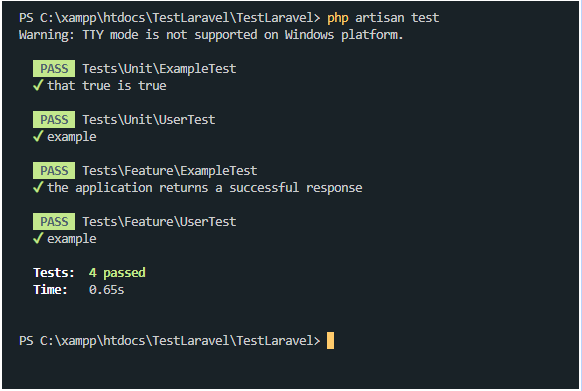 PS C:\xampp\htdocs\TestLaravel\TestLaravel> php artisan test
Warning: TTY mode is not supported on Windows platform.
PASS Tests\Unit\ExampleTest
✓ that true is true
PASS Tests\Unit\UserTest
✓ example
PASS Tests\Feature\ExampleTest
✓ the application returns a successful response
PASS Tests\Feature\UserTest
✓ example
Tests: 4 passed
Time: 0.65s
PS C:\xampp\htdocs\TestLaravel\TestLaravel>